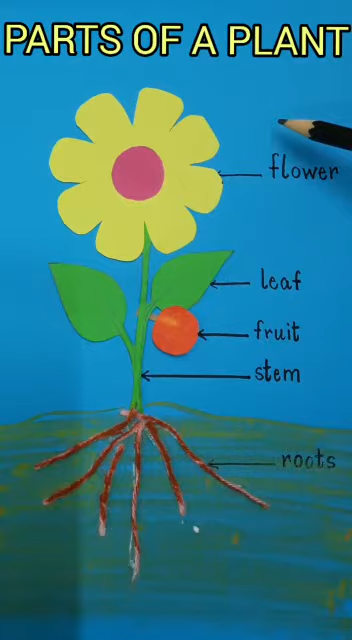 PARTS OF A PLANT
flower
leaf
fruit
stem
roots